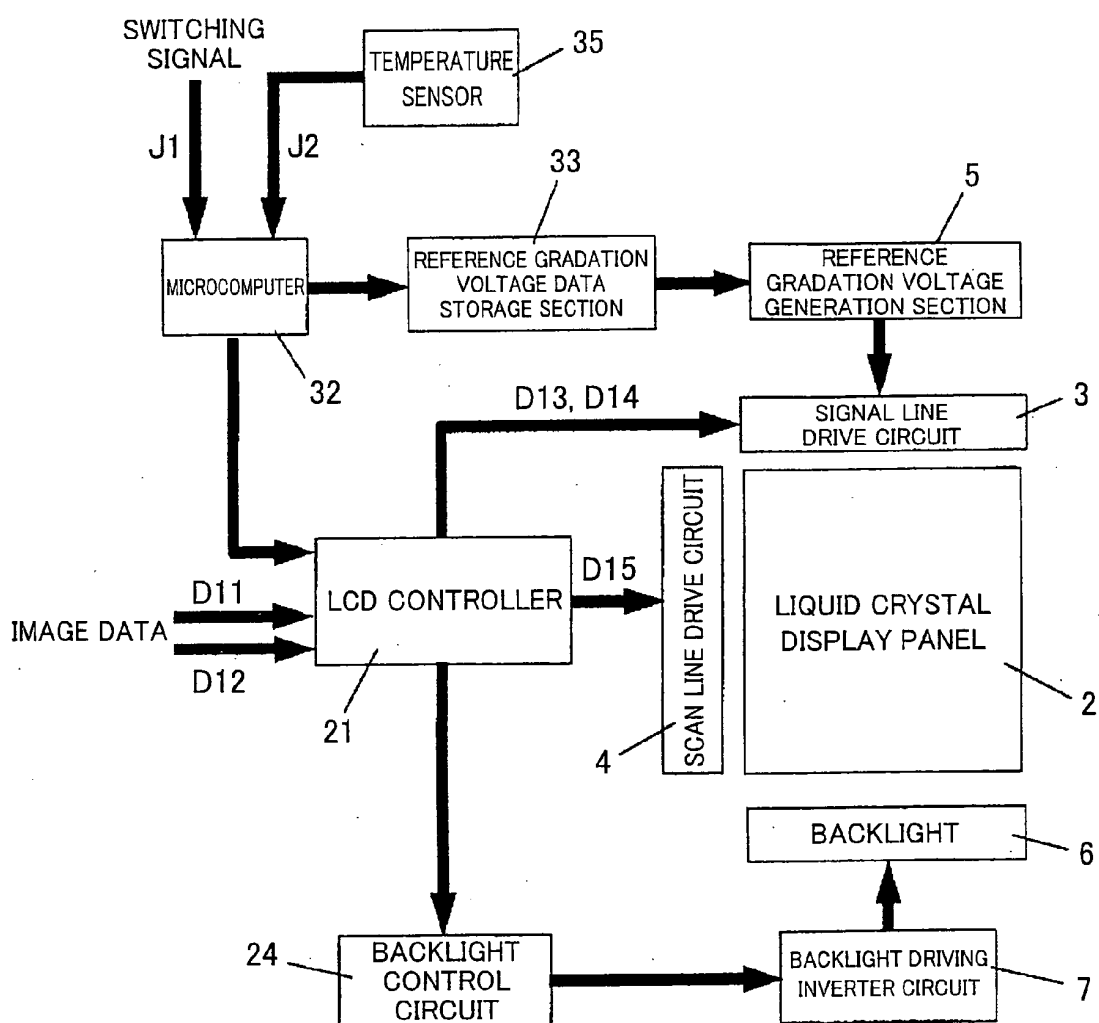 SWITCHING
SIGNAL
TEMPERATURE
SENSOR
35
J1
J2
33
5
MICROCOMPUTER
REFERENCE GRADATION
VOLTAGE DATA
STORAGE SECTION
REFERENCE
GRADATION VOLTAGE
GENERATION SECTION
32
D13, D14
SIGNAL LINE
DRIVE CIRCUIT
3
SCAN LINE DRIVE CIRCUIT
LCD CONTROLLER
D15
LIQUID CRYSTAL
DISPLAY PANEL
D11
IMAGE DATA
D12
21
4
2
BACKLIGHT
6
24
BACKLIGHT
CONTROL
CIRCUIT
BACKLIGHT DRIVING
INVERTER CIRCUIT
7